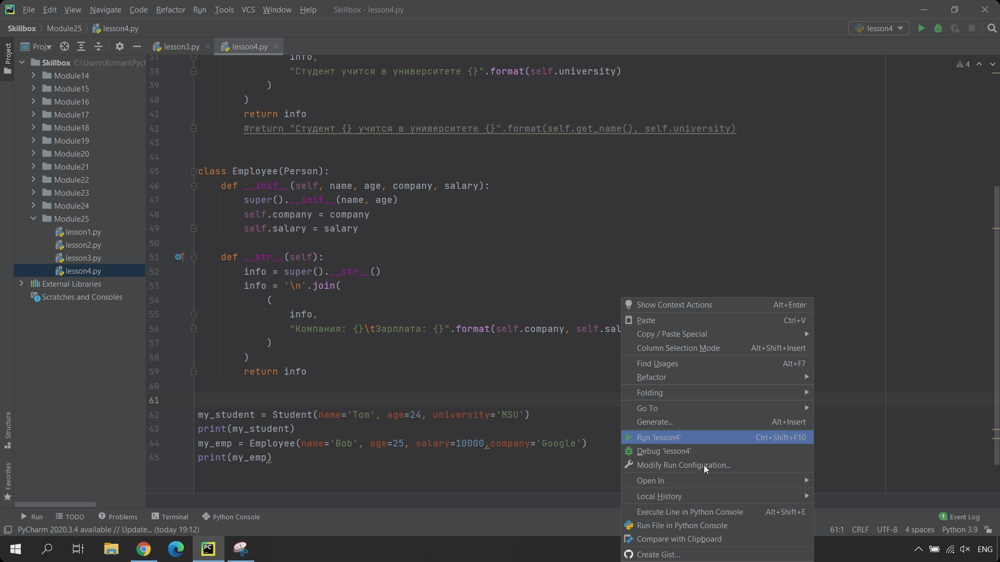 File Edit View Navigate Code Refactor Run Tools VCS Window Help Skillbox - lesson4.py
Skillbox Module25 lesson4.py lesson4
Project
Proj... lesson3.py lesson4.py
Skillbox C:\Users\Roman\Pycl
Module14
Module15
Module16
Module17
Module18
Module19
Module20
Module21
Module22
Module23
Module24
Module25
lesson1.py
lesson2.py
lesson3.py
lesson4.py
External Libraries
Scratches and Consoles
Structure
Favorites
4
37 info,
38 "Студент учится в университете {}".format(self.university)
39 )
40 )
41 return info
42 #return "Студент {} учится в университете {}".format(self.get_name(), self.university)
43
44
45 class Employee(Person):
46 def __init__(self, name, age, company, salary):
47 super().__init__(name, age)
48 self.company = company
49 self.salary = salary
50
51 def __str__(self):
52 info = super().__str__()
53 info = '\n'.join(
54 (
55 info,
56 "Компания: {}\tЗарплата: {}".format(self.company, self.sal
57 )
58 )
59 return info
60
61
62 my_student = Student(name='Tom', age=24, university='MSU')
63 print(my_student)
64 my_emp = Employee(name='Bob', age=25, salary=10000,company='Google')
65 print(my_emp)
Show Context Actions Alt+Enter
Paste Ctrl+V
Copy / Paste Special
Column Selection Mode Alt+Shift+Insert
Find Usages Alt+F7
Refactor
Folding
Go To
Generate... Alt+Insert
Run 'lesson4' Ctrl+Shift+F10
Debug 'lesson4'
Modify Run Configuration...
Open In
Local History
Execute Line in Python Console Alt+Shift+E
Run File in Python Console
Compare with Clipboard
Create Gist...
Run TODO Problems Terminal Python Console 1 Event Log
PyCharm 2020.3.4 available // Update... (today 19:12) 61:1 CRLF UTF-8 4 spaces Python 3.9
PC ENG